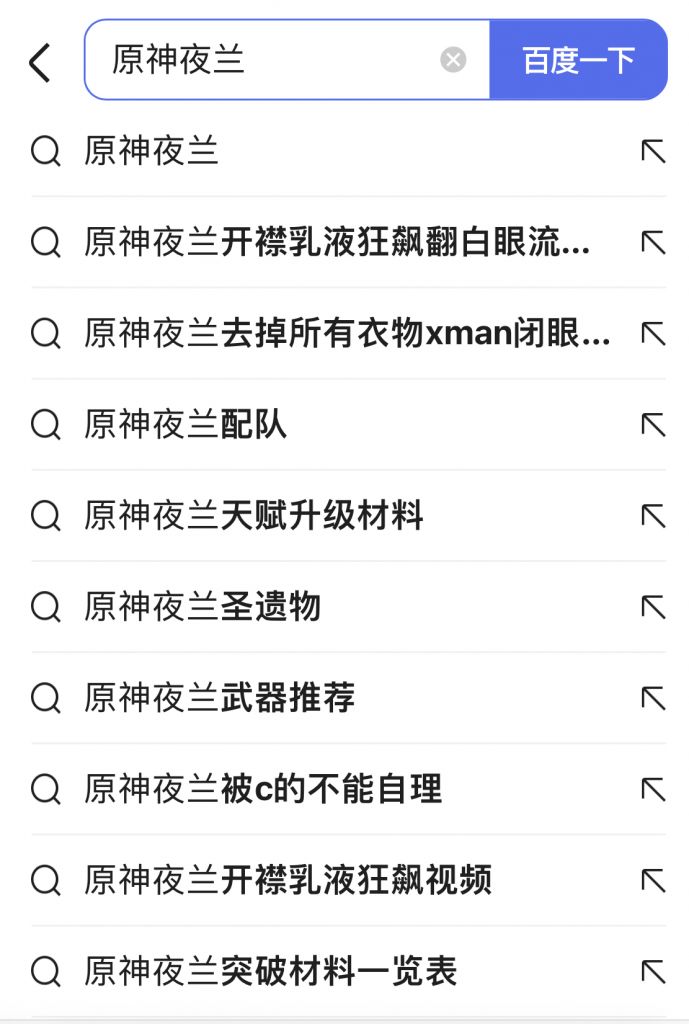 原神夜兰
百度一下
原神夜兰
原神夜兰开襟乳液狂飙翻白眼流...
原神夜兰去掉所有衣物xman闭眼...
原神夜兰配队
原神夜兰天赋升级材料
原神夜兰圣遗物
原神夜兰武器推荐
原神夜兰被c的不能自理
原神夜兰开襟乳液狂飙视频
原神夜兰突破材料一览表